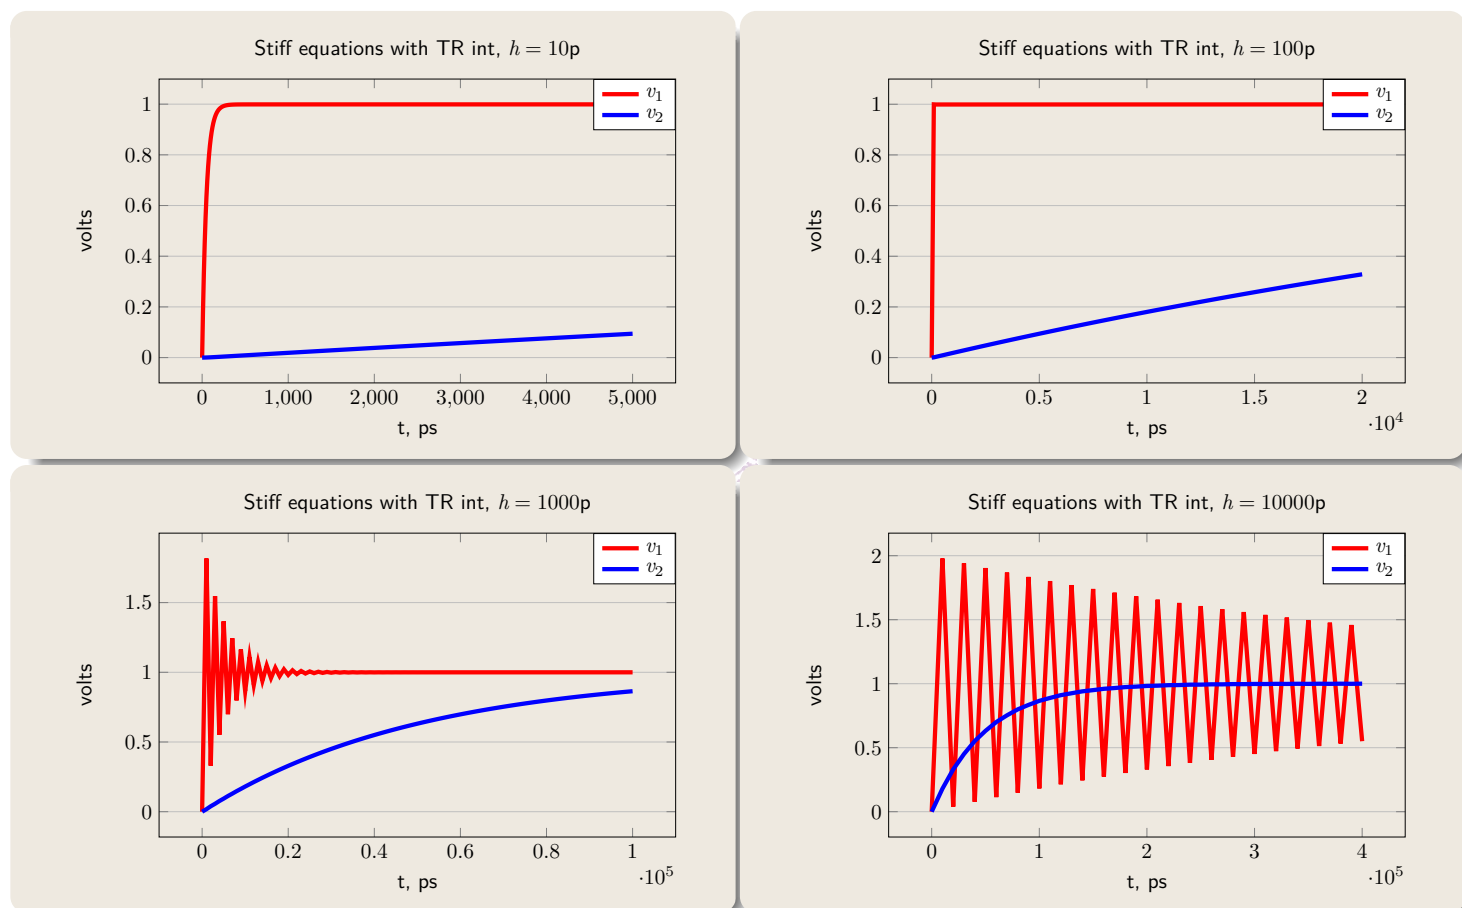 Stiff equations with TR int, h = 10p
v1
v2
1
0.8
0.6
0.4
0.2
0
volts
0 1,000 2,000 3,000 4,000 5,000
t, ps
Stiff equations with TR int, h = 100p
v1
v2
1
0.8
0.6
0.4
0.2
0
volts
0 0.5 1 1.5 2
·10^4
t, ps
Stiff equations with TR int, h = 1000p
v1
v2
1.5
1
0.5
0
volts
0 0.2 0.4 0.6 0.8 1
·10^5
t, ps
Stiff equations with TR int, h = 10000p
v1
v2
2
1.5
1
0.5
0
volts
0 1 2 3 4
·10^5
t, ps